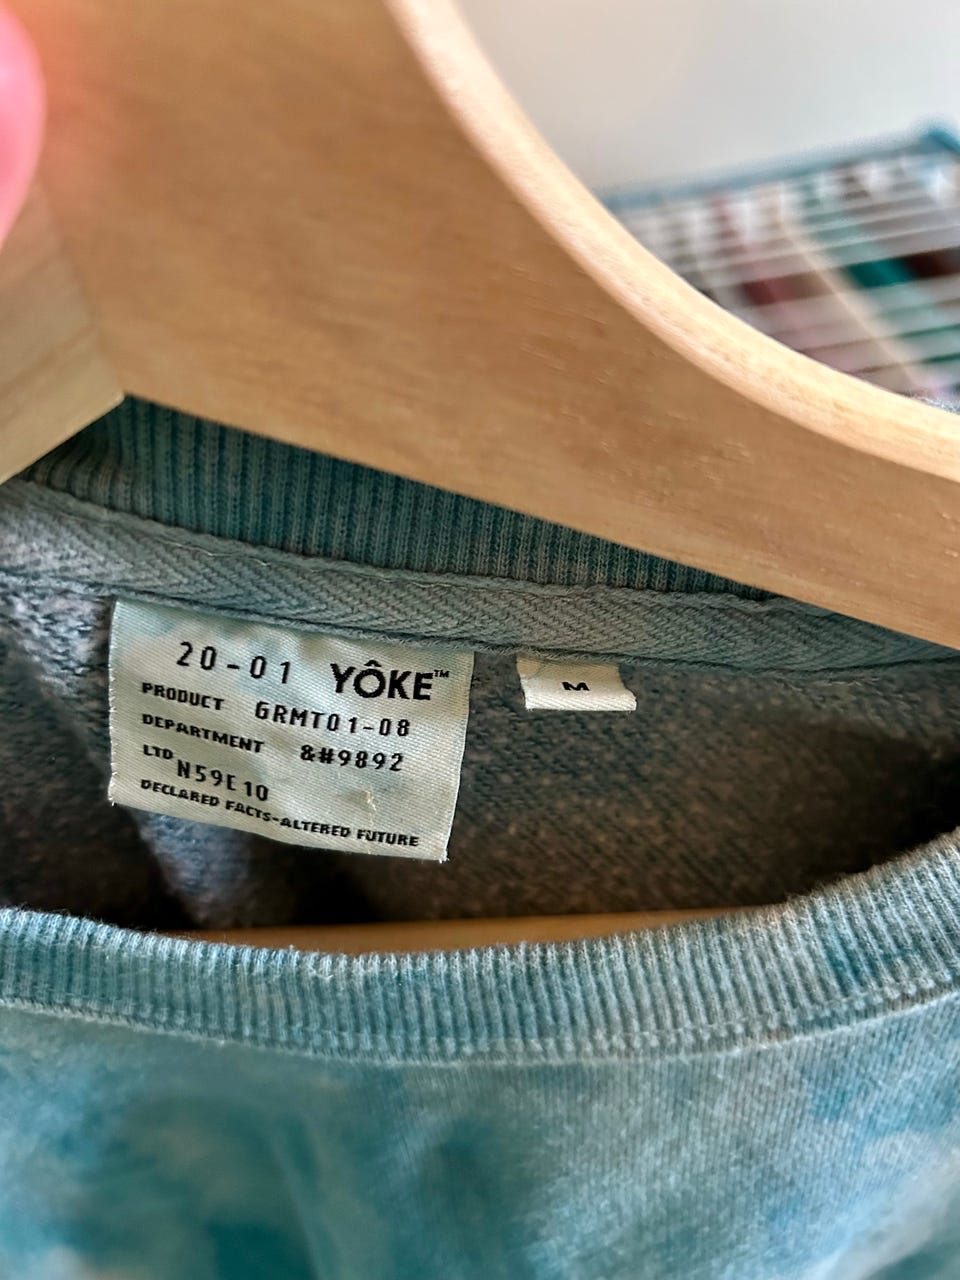 20-01 YÔKE™
PRODUCT GRMT01-08
DEPARTMENT &#9892
LTD N59E10
DECLARED FACTS-ALTERED FUTURE
M